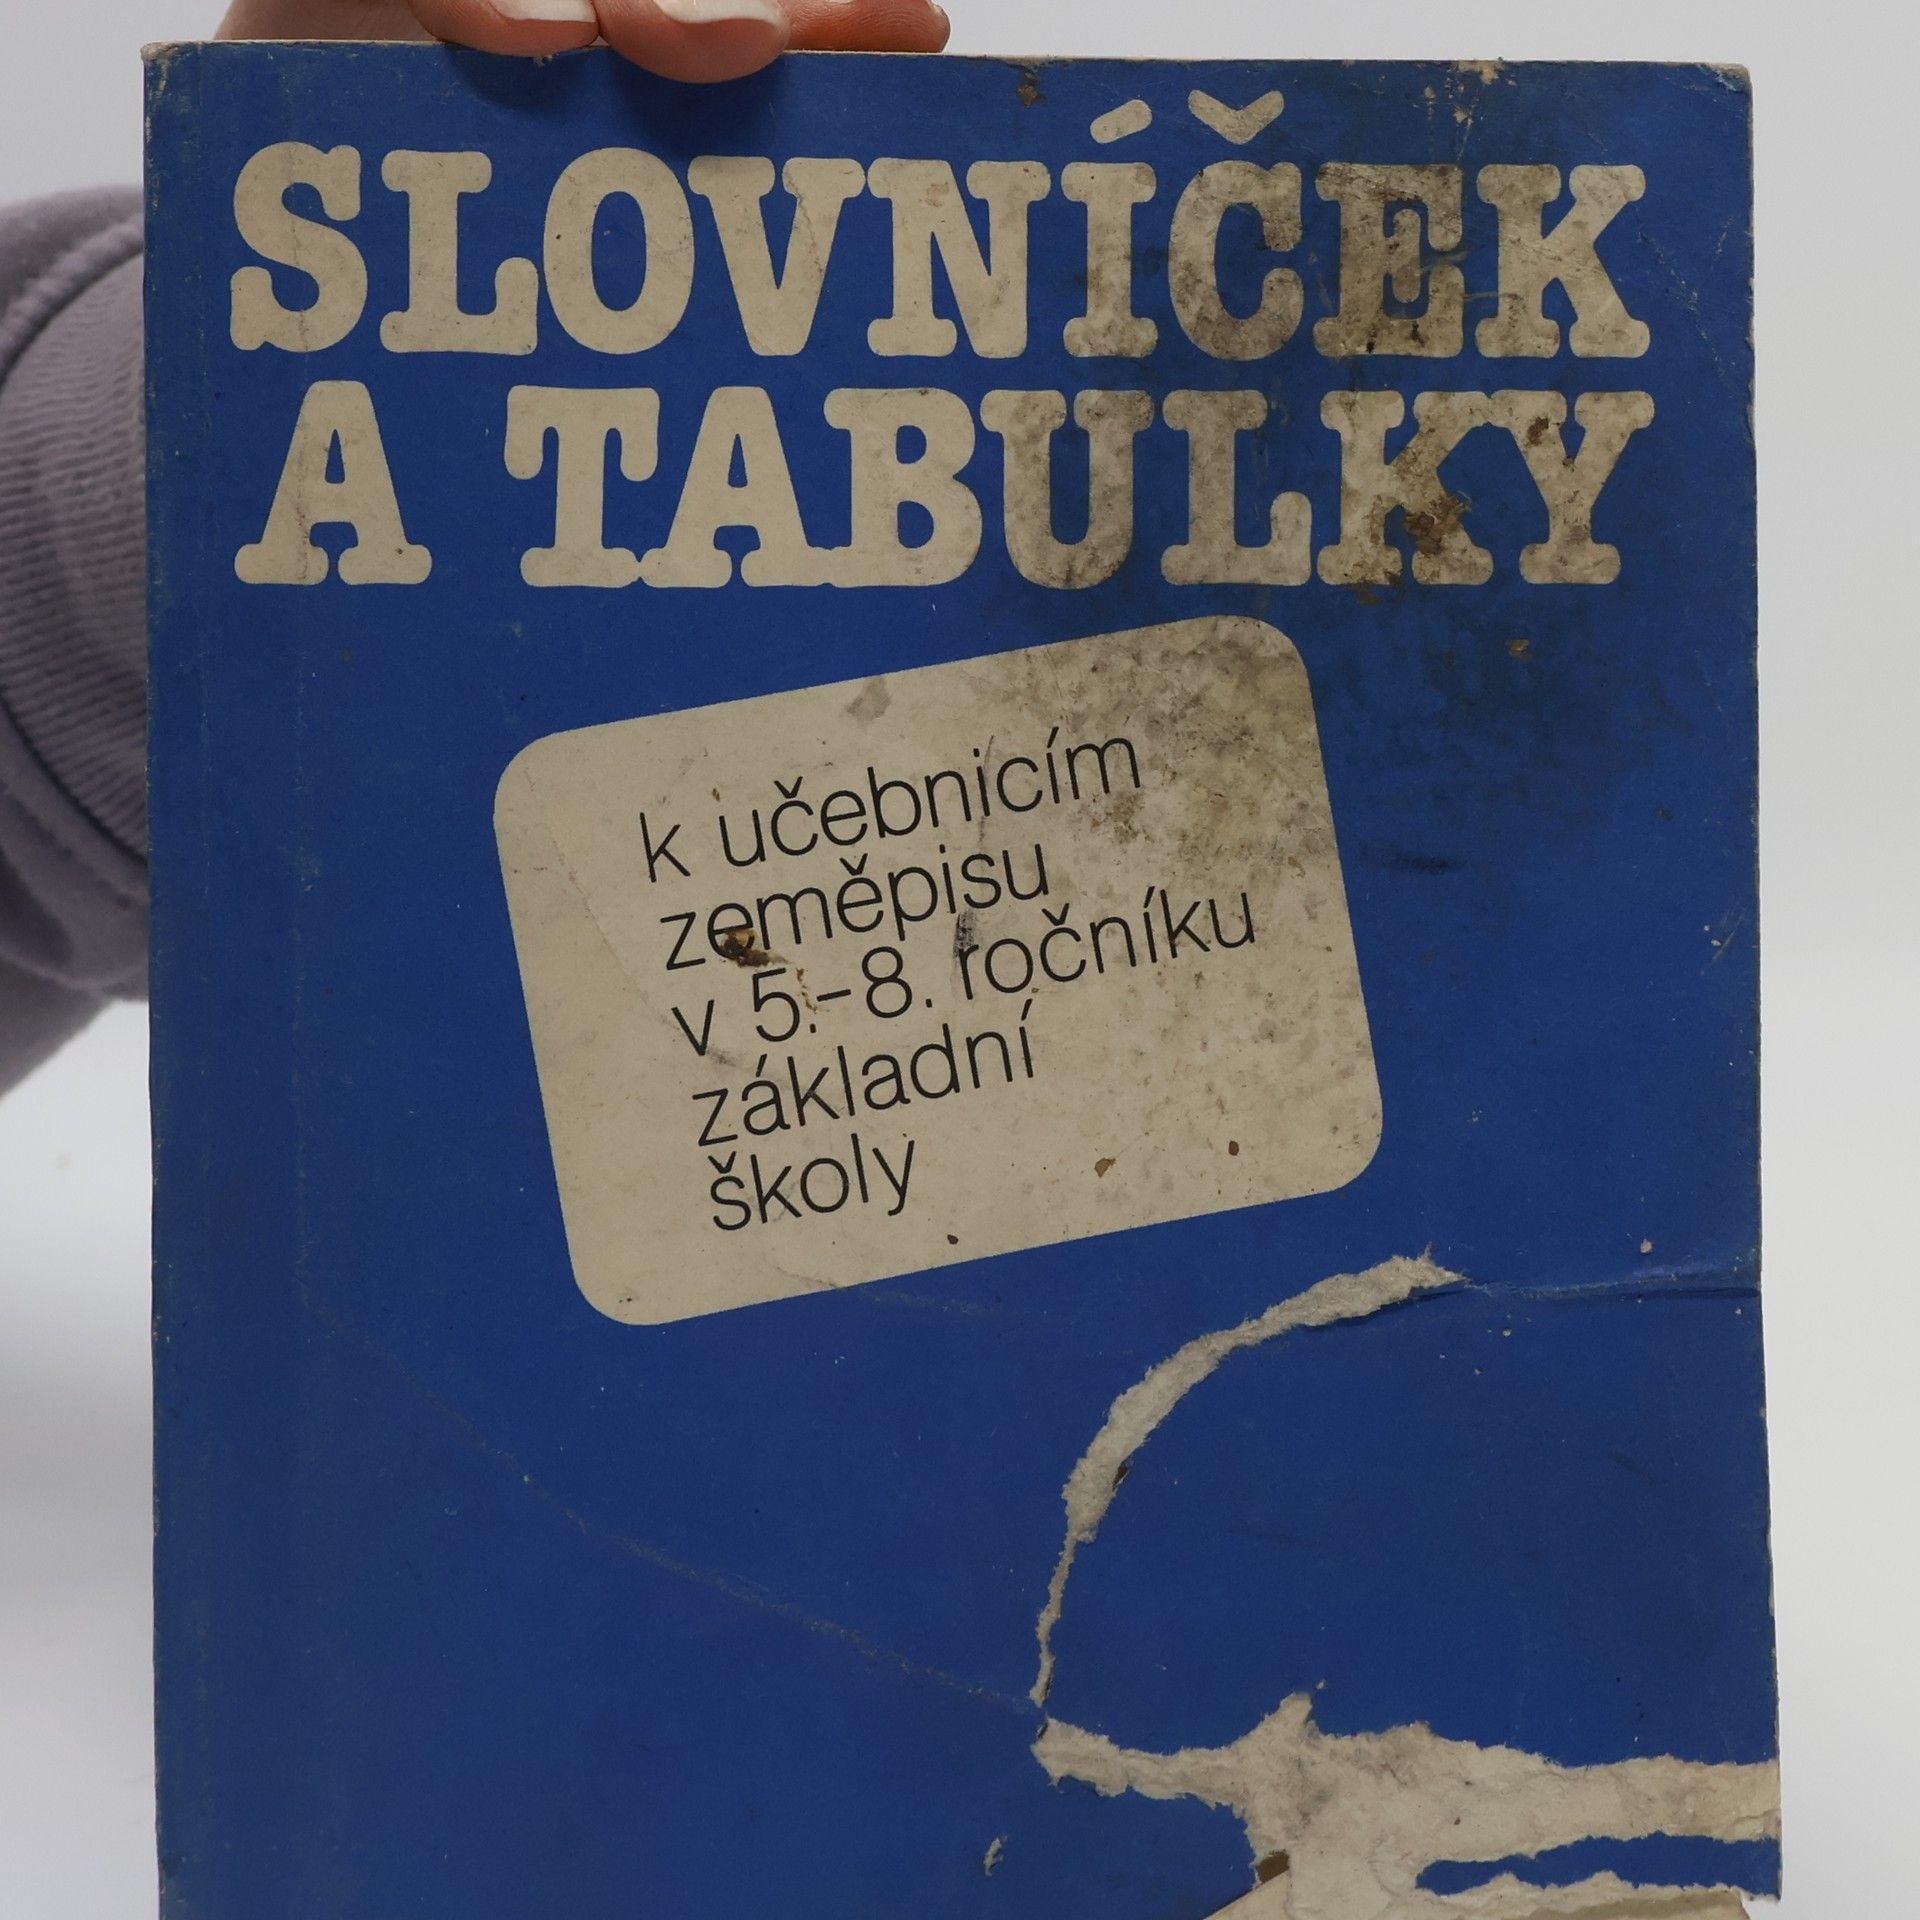 SLOVNÍČEK
A TABULKY
k učebnicím
zeměpisu
v 5.-8. ročníku
základní
školy